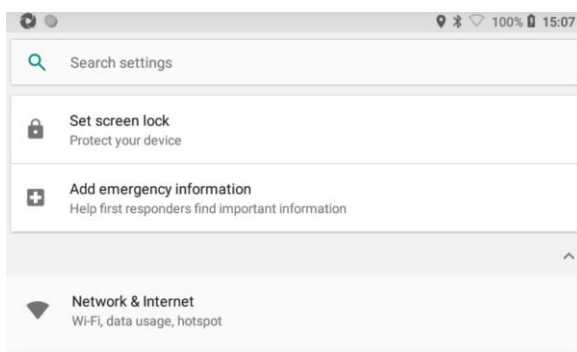 100% 15:07
Search settings
Set screen lock
Protect your device
Add emergency information
Help first responders find important information
Network & Internet
Wi-Fi, data usage, hotspot